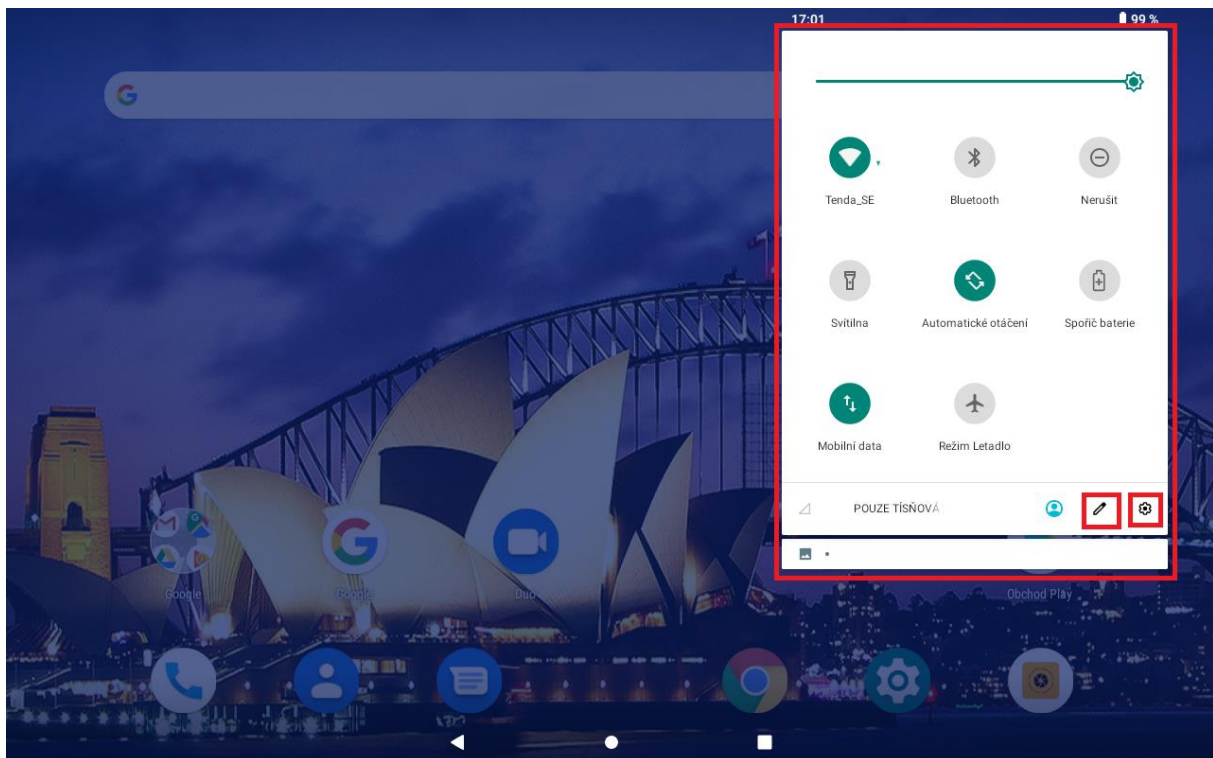 17:01 99 %
Tenda_SE Bluetooth Nerušit
Svítilna Automatické otáčení Spořič baterie
Mobilní data Režim Letadlo
POUZE TÍSŇOVÁ
Google Google Duo Obchod Play